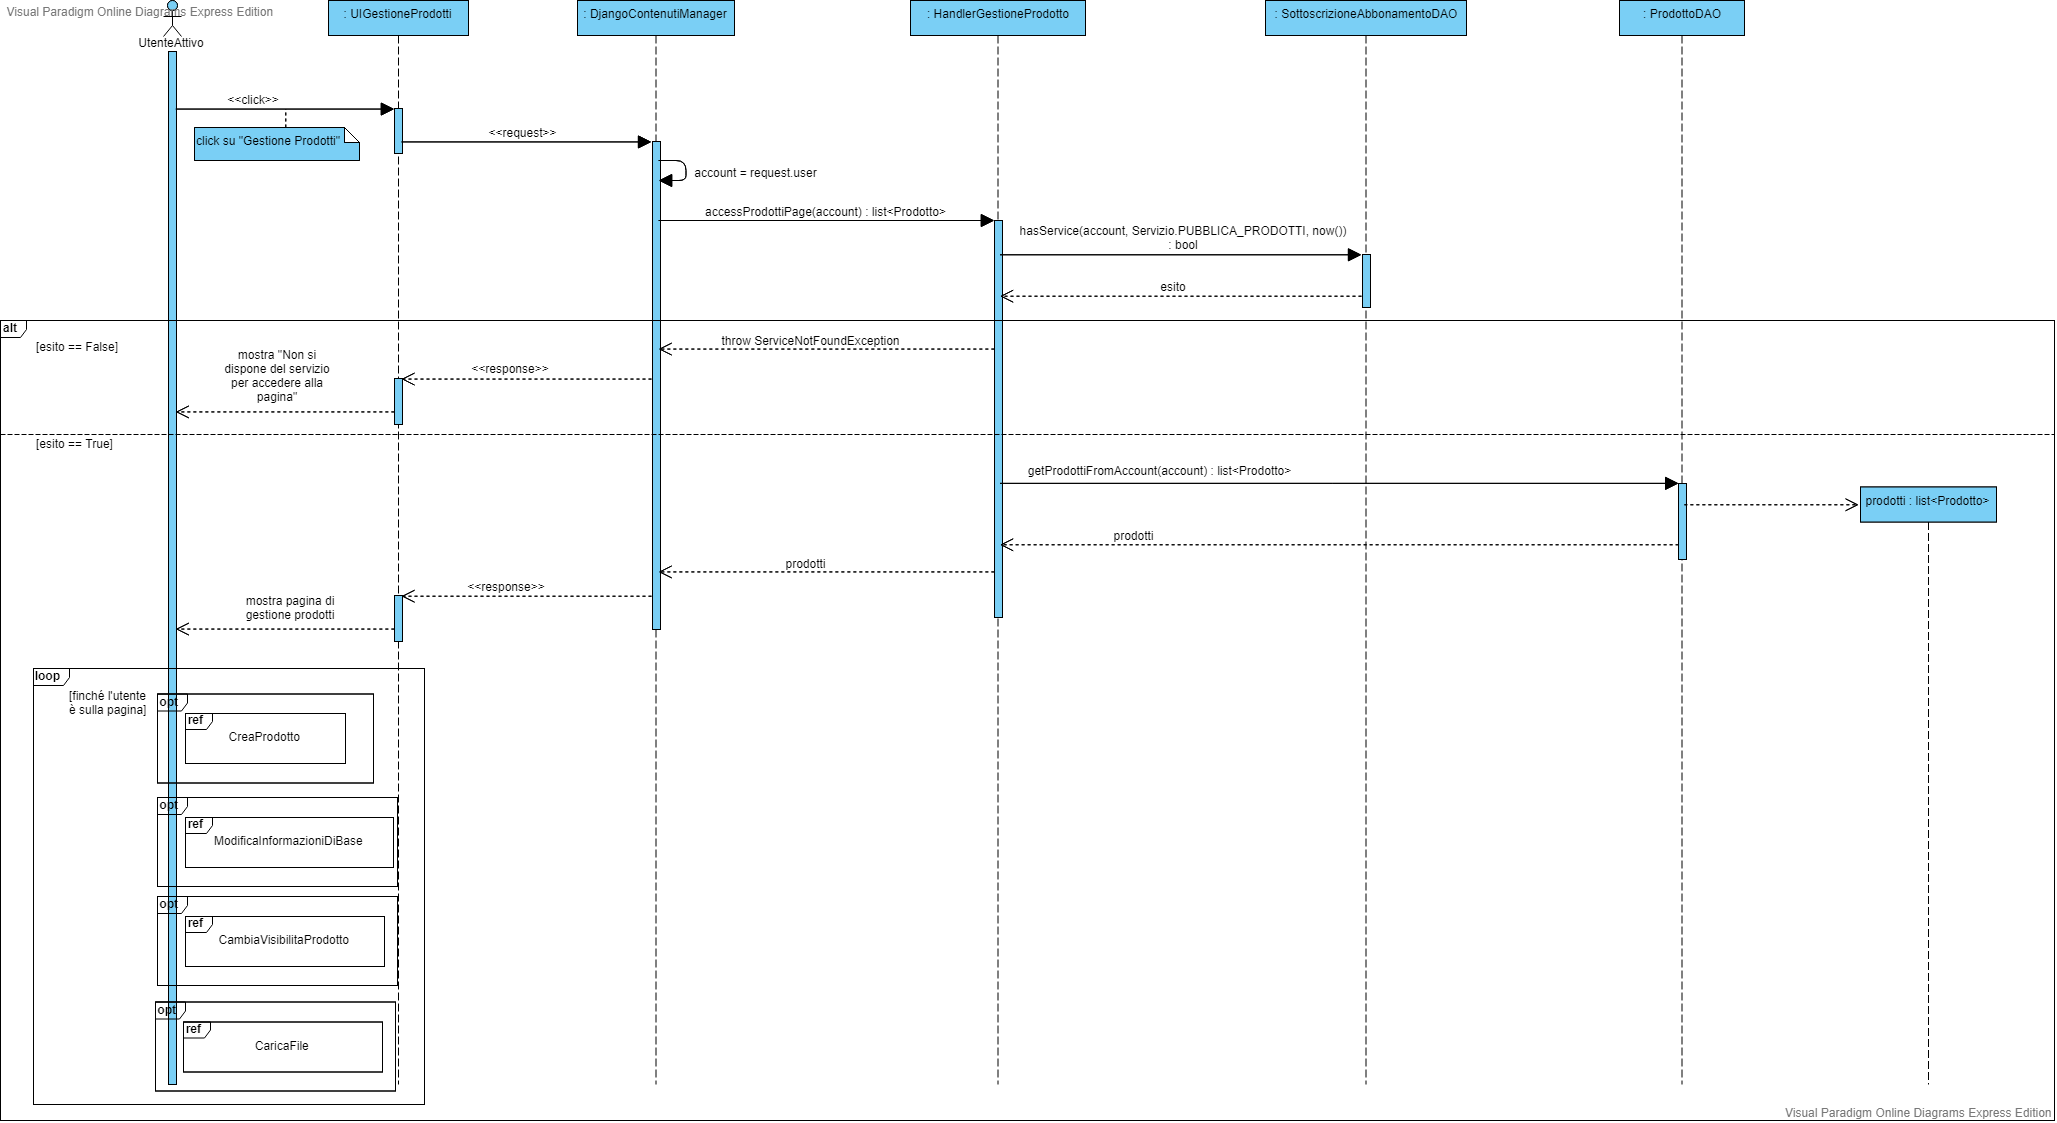 Visual Paradigm Online Diagrams Express Edition
UtenteAttivo
: UIGestioneProdotti
: DjangoContenutiManager
: HandlerGestioneProdotto
: SottoscrizioneAbbonamentoDAO
: ProdottoDAO
<<click>>
click su "Gestione Prodotti"
<<request>>
account = request.user
accessProdottiPage(account) : list<Prodotto>
hasService(account, Servizio.PUBBLICA_PRODOTTI, now())
: bool
esito
alt
[esito == False]
throw ServiceNotFoundException
<<response>>
mostra "Non si
dispone del servizio
per accedere alla
pagina"
[esito == True]
getProdottiFromAccount(account) : list<Prodotto>
prodotti : list<Prodotto>
prodotti
prodotti
<<response>>
mostra pagina di
gestione prodotti
loop
[finché l'utente
è sulla pagina]
opt
ref
CreaProdotto
opt
ref
ModificaInformazioniDiBase
opt
ref
CambiaVisibilitaProdotto
opt
ref
CaricaFile
Visual Paradigm Online Diagrams Express Edition